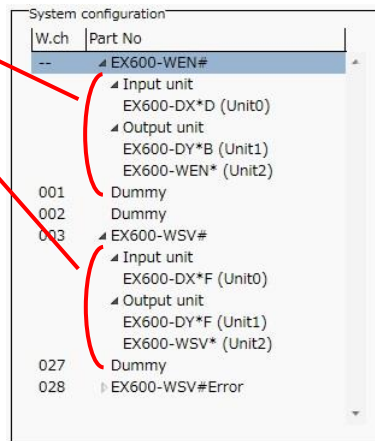 System configuration
W.ch Part No
-- EX600-WEN#
Input unit
EX600-DX*D (Unit0)
Output unit
EX600-DY*B (Unit1)
EX600-WEN* (Unit2)
001 Dummy
002 Dummy
003 EX600-WSV#
Input unit
EX600-DX*F (Unit0)
Output unit
EX600-DY*F (Unit1)
EX600-WSV* (Unit2)
027 Dummy
028 EX600-WSV#Error